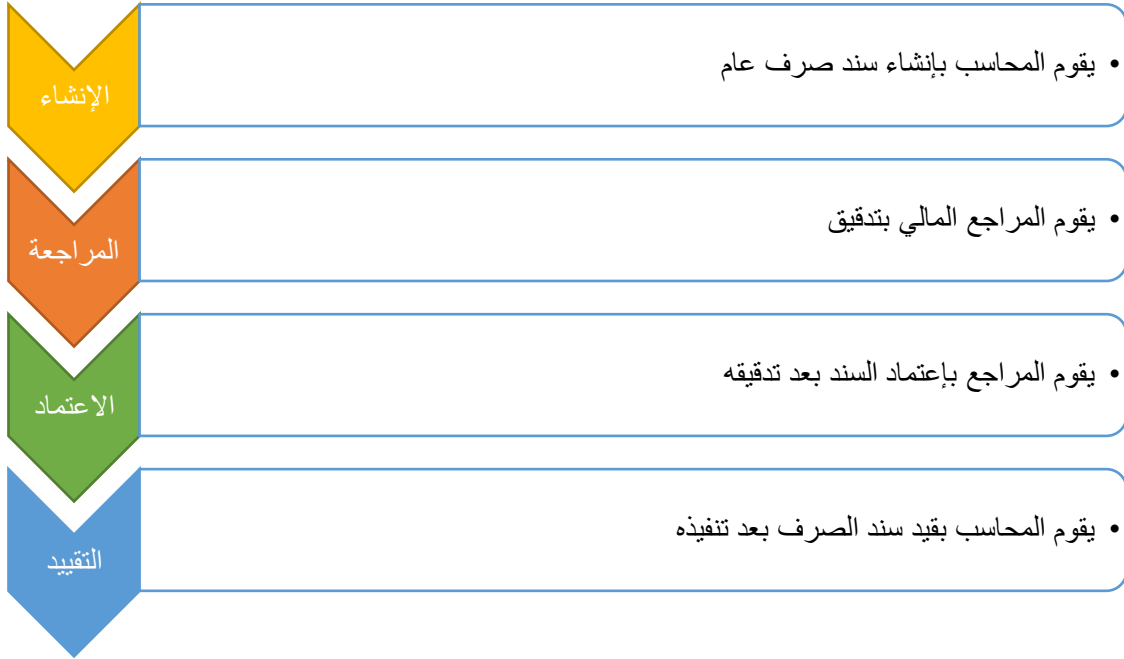 الإنشاء
• يقوم المحاسب بإنشاء سند صرف عام
المراجعة
• يقوم المراجع المالي بتدقيق
الاعتماد
• يقوم المراجع بإعتماد السند بعد تدقيقه
التقييد
• يقوم المحاسب بقيد سند الصرف بعد تنفيذه